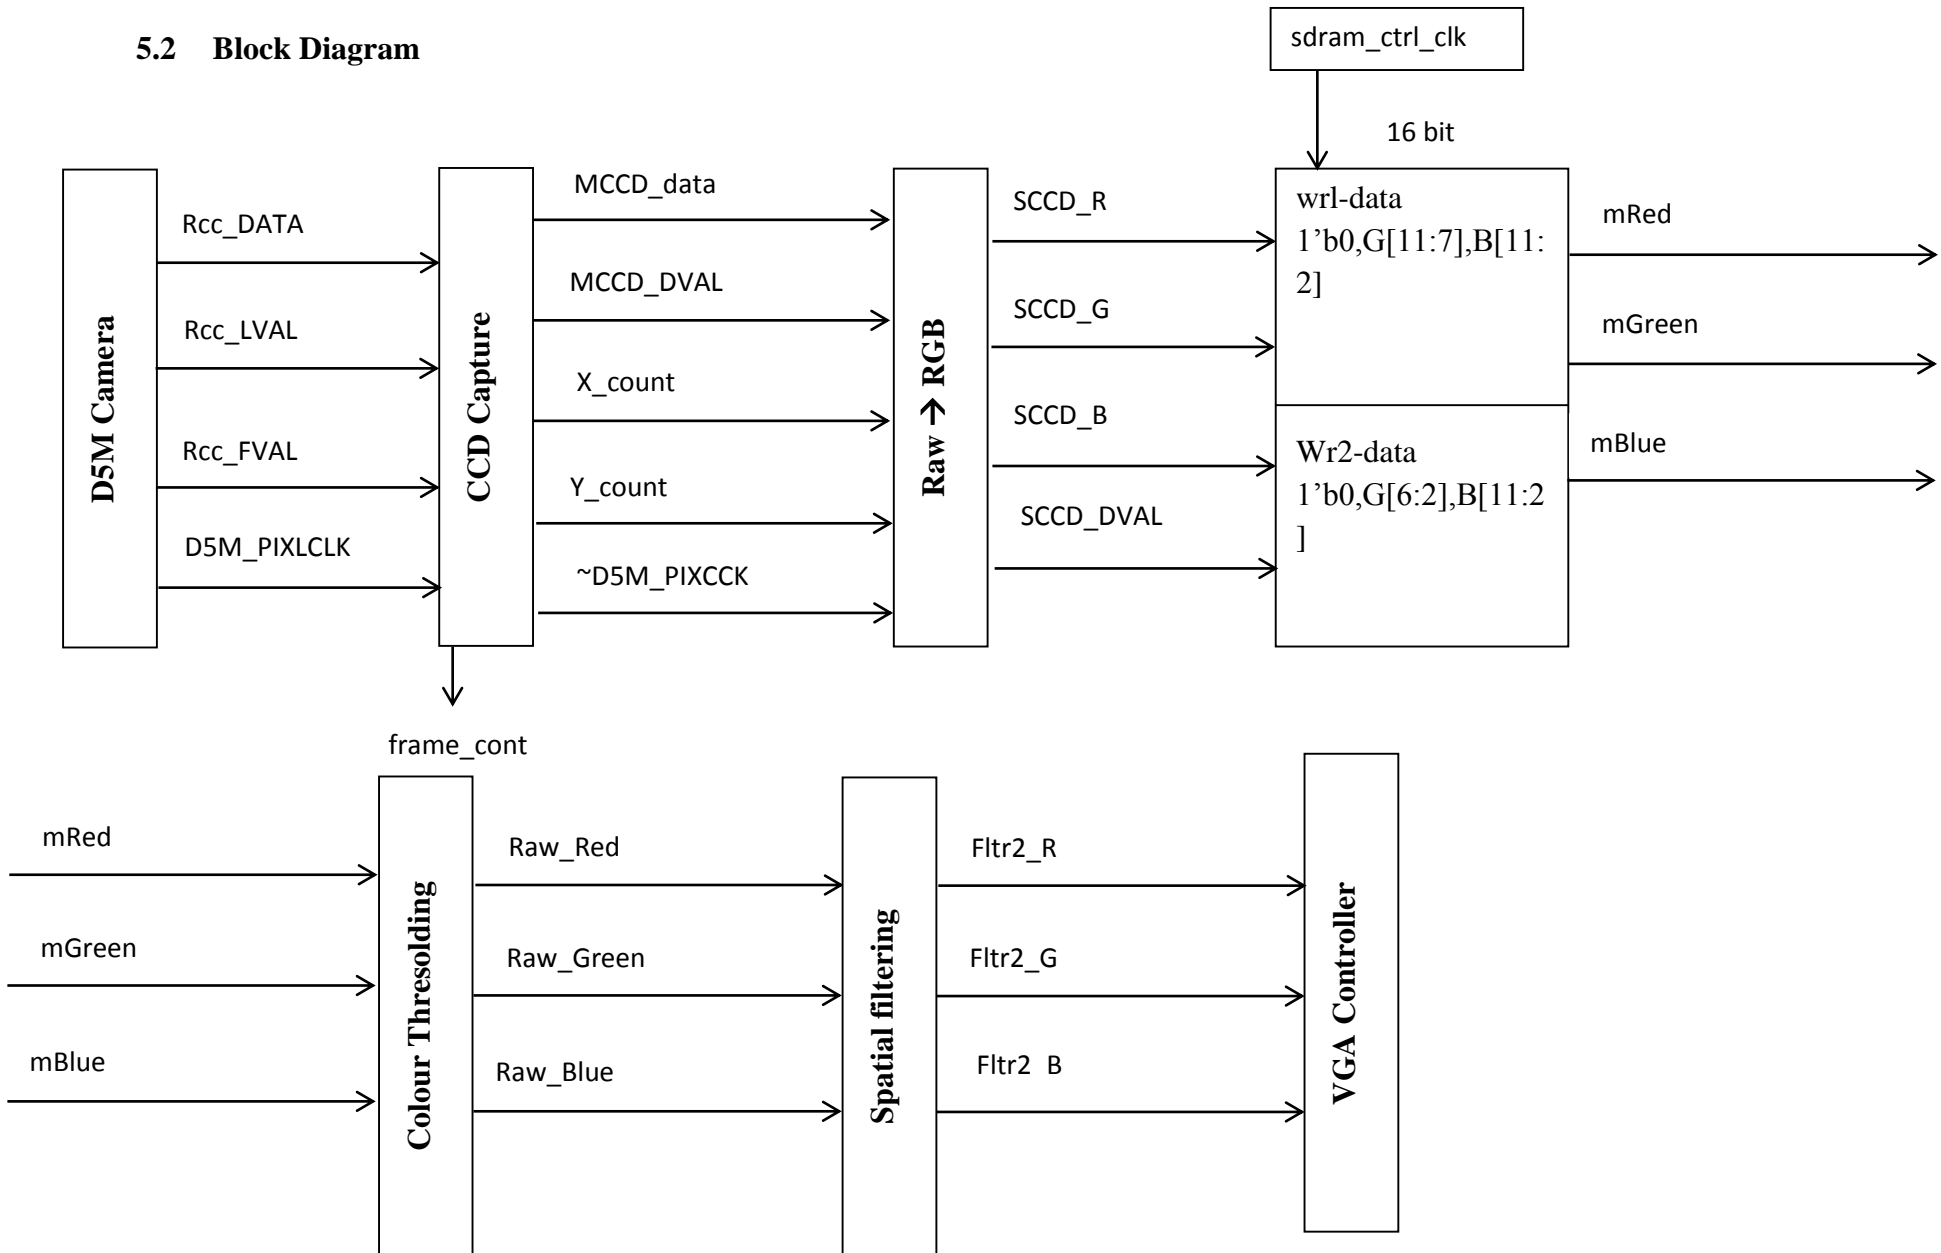 5.2 Block Diagram
sdram_ctrl_clk
16 bit
D5M Camera
Rcc_DATA
Rcc_LVAL
Rcc_FVAL
D5M_PIXLCLK
CCD Capture
MCCD_data
MCCD_DVAL
X_count
Y_count
~D5M_PIXCCK
Raw → RGB
SCCD_R
SCCD_G
SCCD_B
SCCD_DVAL
wrl-data
1’b0,G[11:7],B[11:
2]
Wr2-data
1’b0,G[6:2],B[11:2
]
mRed
mGreen
mBlue
frame_cont
mRed
mGreen
mBlue
Colour Thresolding
Raw_Red
Raw_Green
Raw_Blue
Spatial filtering
Fltr2_R
Fltr2_G
Fltr2 B
VGA Controller